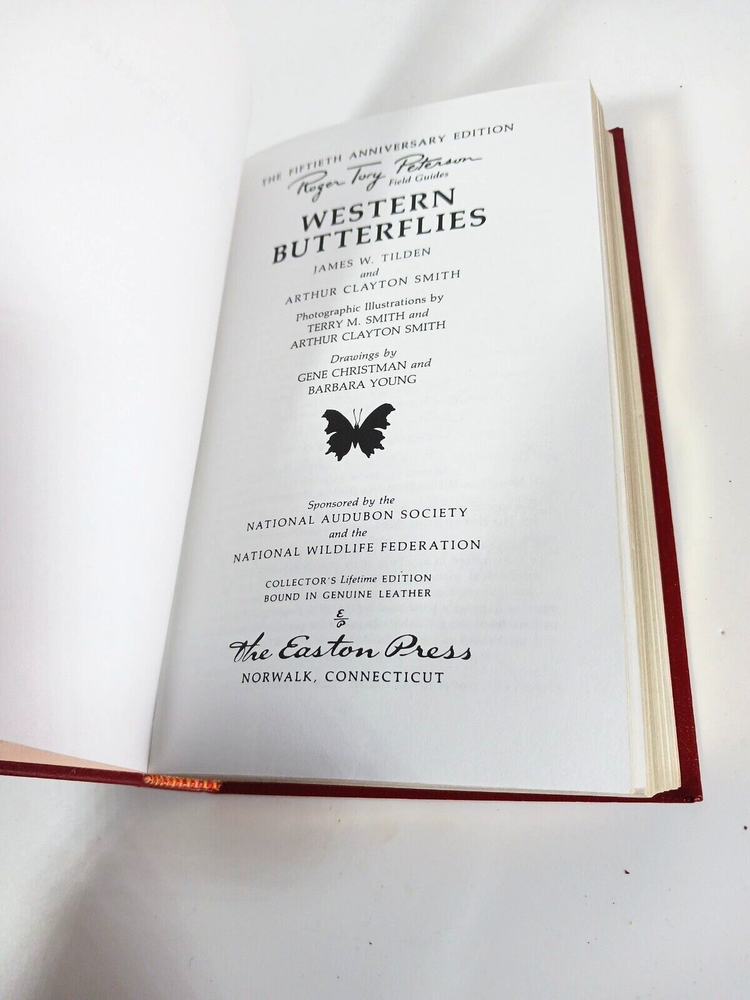 THE FIFTIETH ANNIVERSARY EDITION
Roger Tory Peterson
Field Guides
WESTERN
BUTTERFLIES
JAMES W. TILDEN
and
ARTHUR CLAYTON SMITH
Photographic Illustrations by
TERRY M. SMITH and
ARTHUR CLAYTON SMITH
Drawings by
GENE CHRISTMAN and
BARBARA YOUNG
Sponsored by the
NATIONAL AUDUBON SOCIETY
and the
NATIONAL WILDLIFE FEDERATION
COLLECTOR'S Lifetime EDITION
BOUND IN GENUINE LEATHER
E
P
The Easton Press
NORWALK, CONNECTICUT